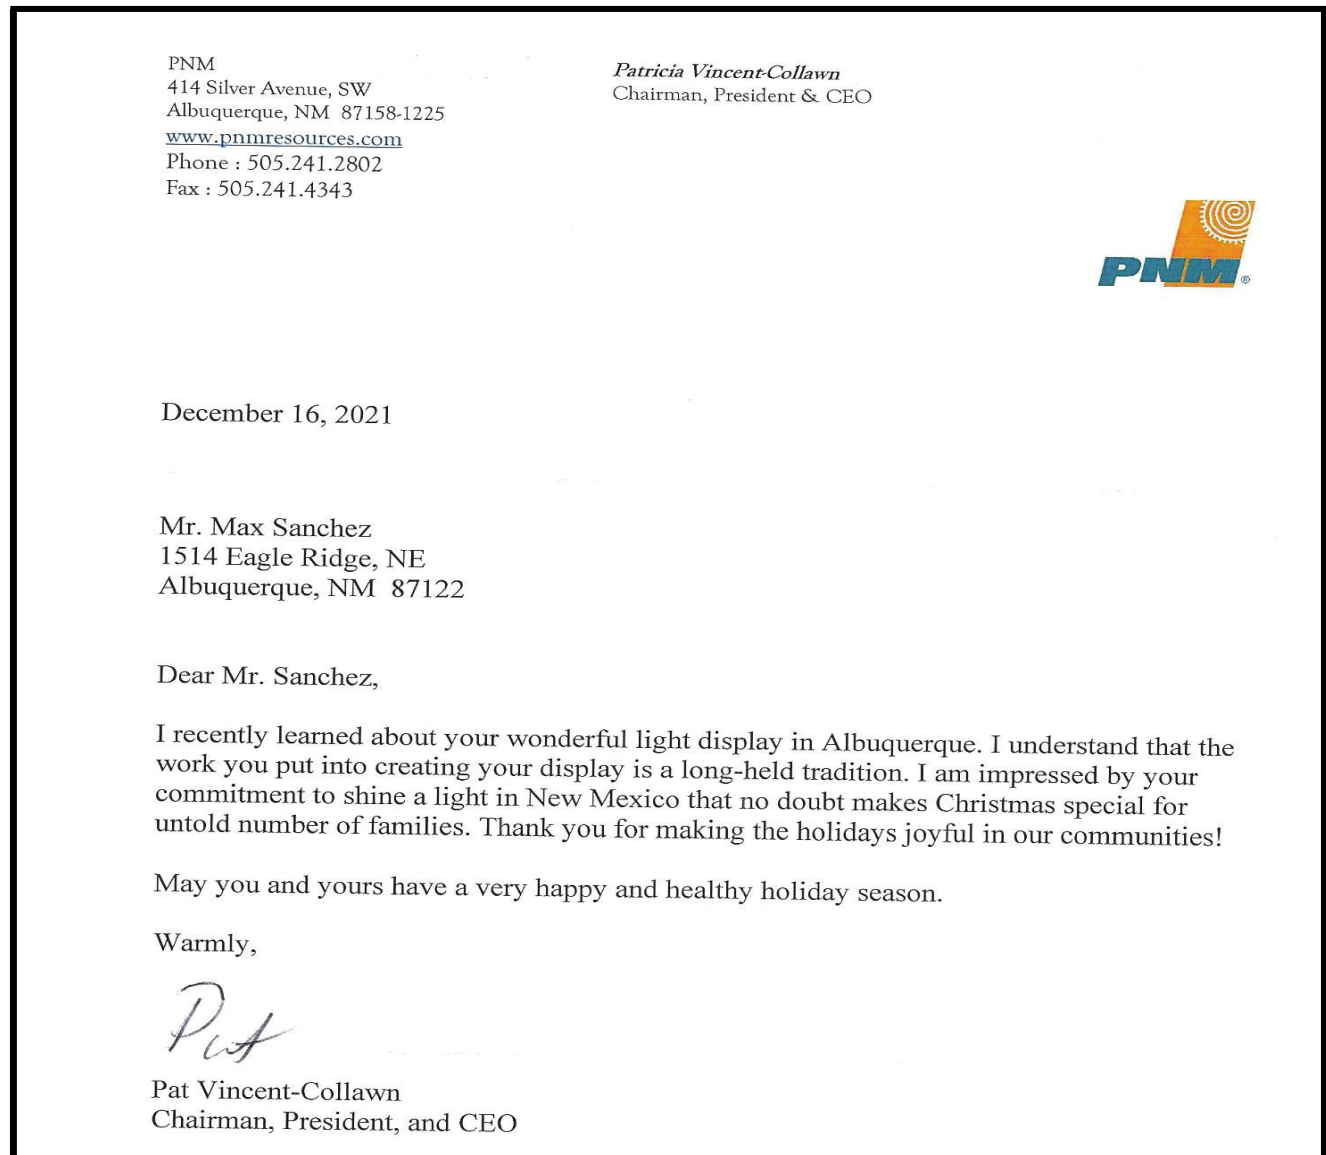 PNM
414 Silver Avenue, SW
Albuquerque, NM 87158-1225
www.pnmresources.com
Phone : 505.241.2802
Fax : 505.241.4343
Patricia Vincent-Collawn
Chairman, President & CEO
PNM®
December 16, 2021
Mr. Max Sanchez
1514 Eagle Ridge, NE
Albuquerque, NM 87122
Dear Mr. Sanchez,
I recently learned about your wonderful light display in Albuquerque. I understand that the
work you put into creating your display is a long-held tradition. I am impressed by your
commitment to shine a light in New Mexico that no doubt makes Christmas special for
untold number of families. Thank you for making the holidays joyful in our communities!
May you and yours have a very happy and healthy holiday season.
Warmly,
Pat
Pat Vincent-Collawn
Chairman, President, and CEO